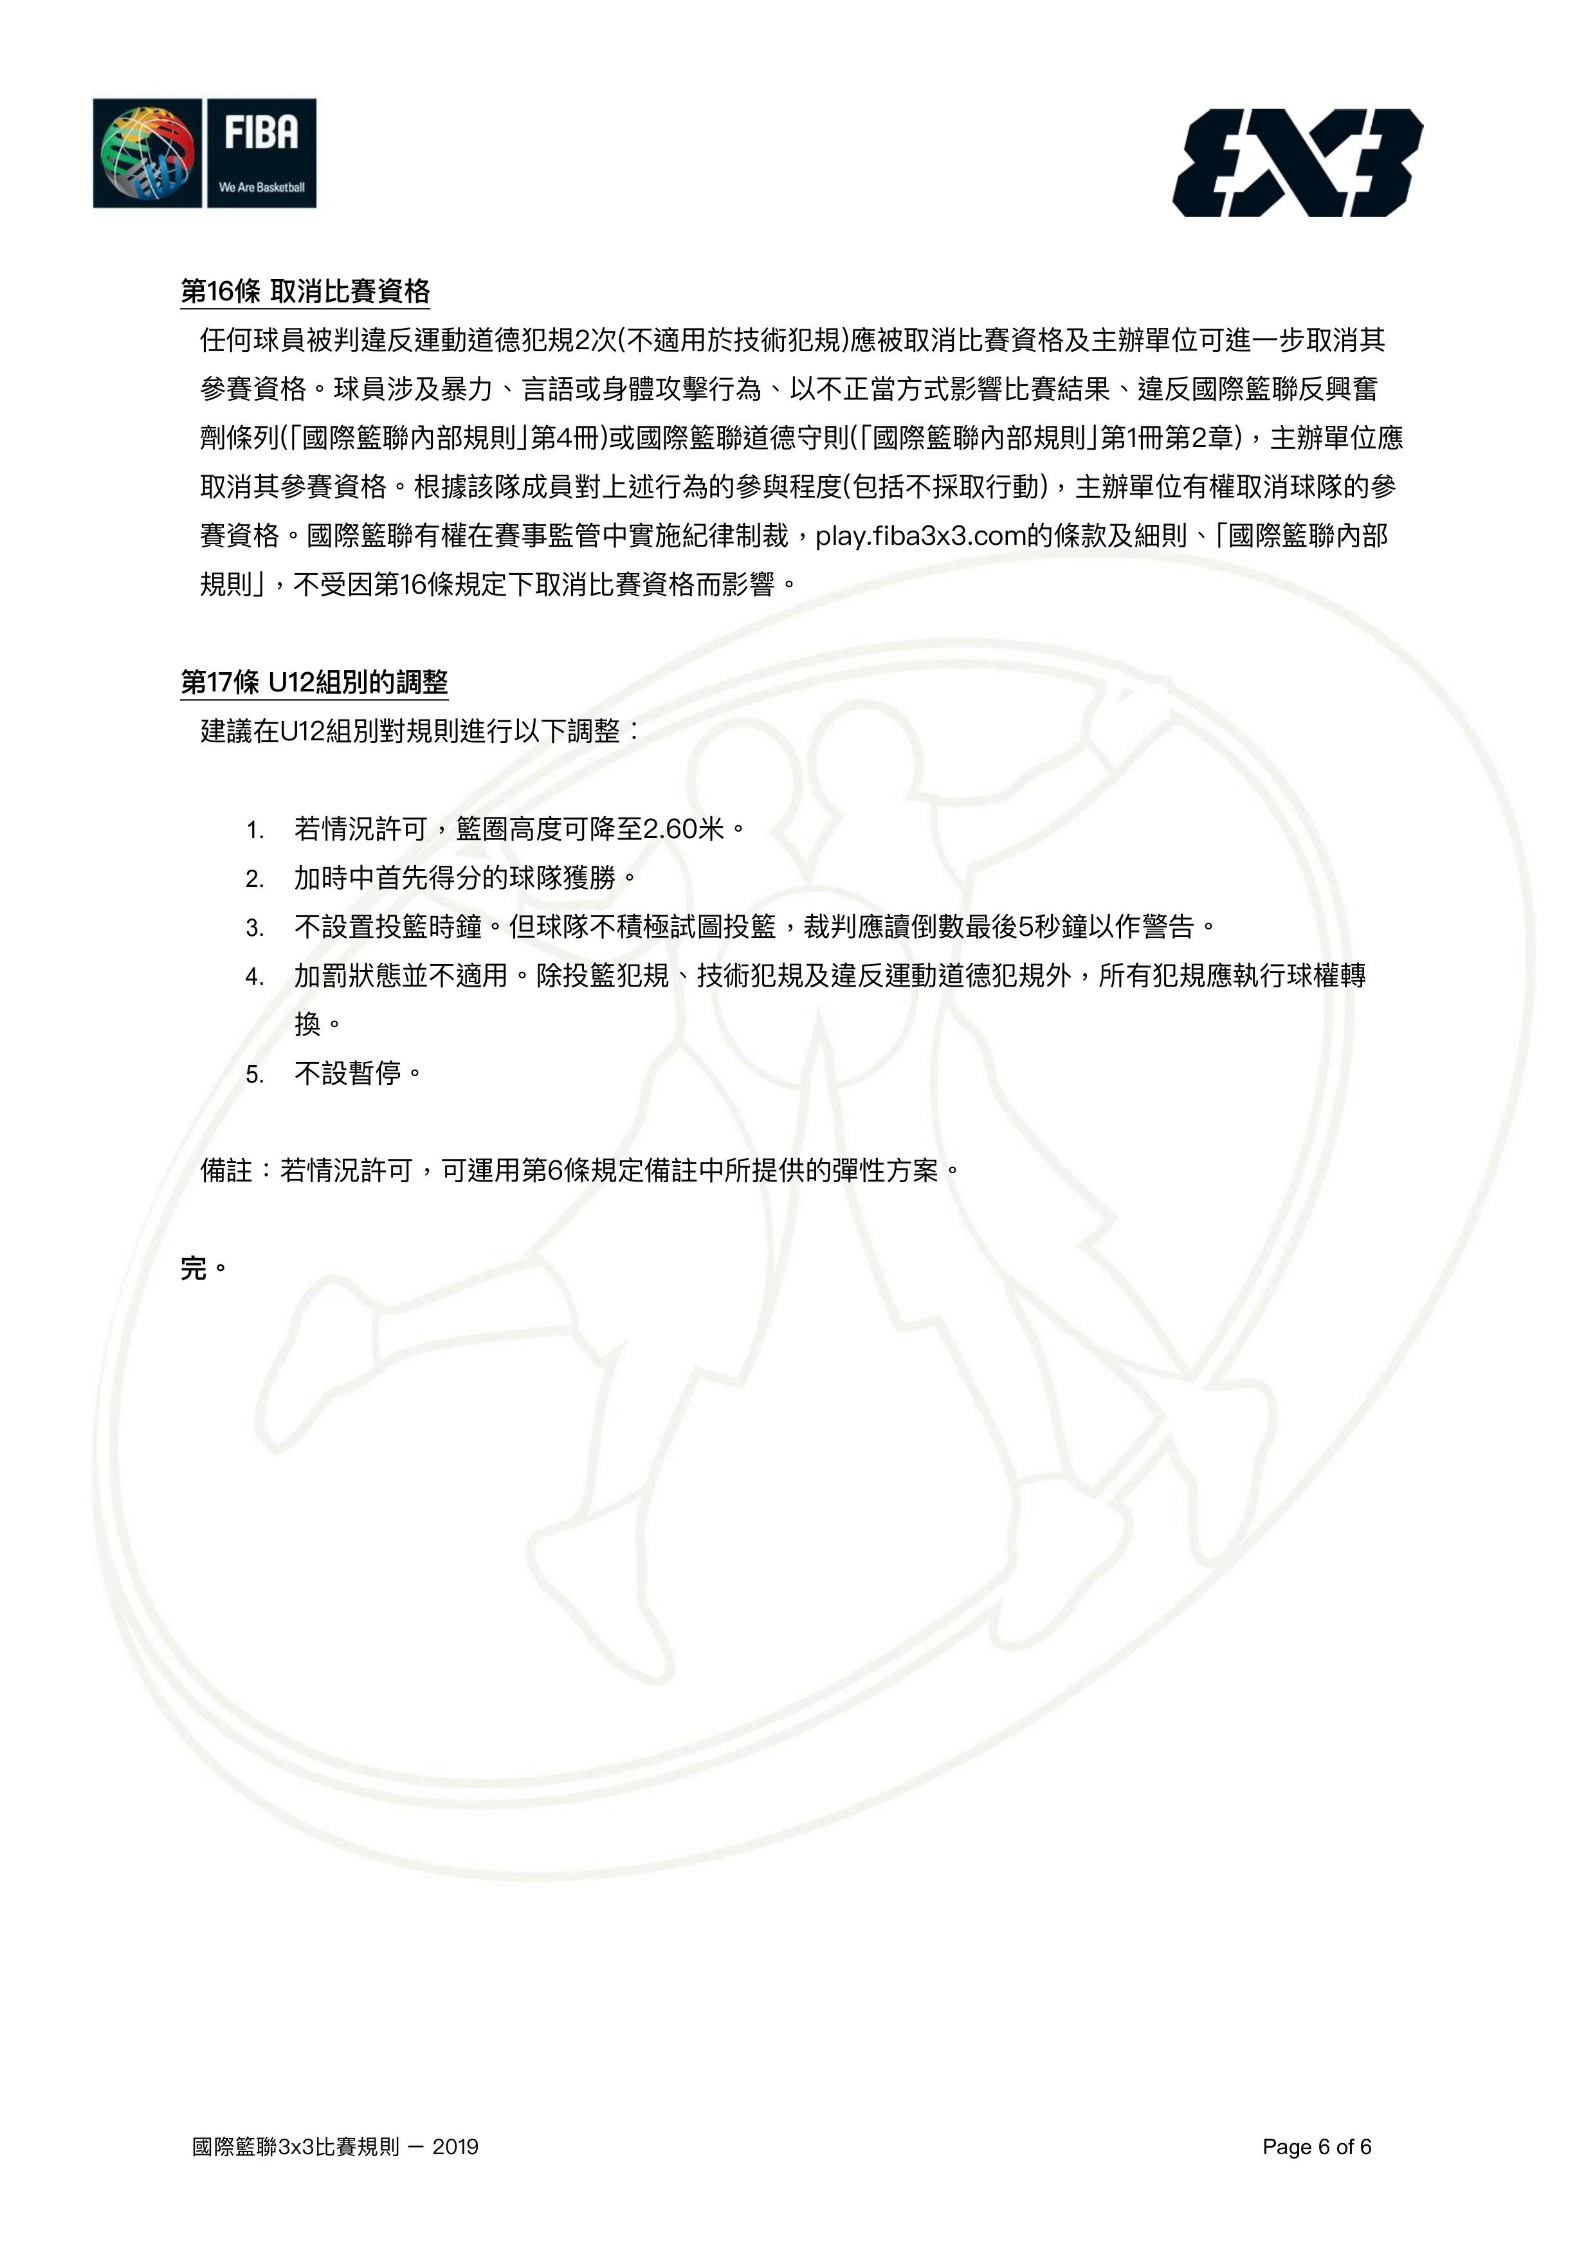 FIBA
We Are Basketball
3X3
第16條 取消比賽資格
任何球員被判違反運動道德犯規2次(不適用於技術犯規)應被取消比賽資格及主辦單位可進一步取消其
參賽資格。球員涉及暴力、言語或身體攻擊行為、以不正當方式影響比賽結果、違反國際籃聯反興奮
劑條列(「國際籃聯內部規則」第4冊)或國際籃聯道德守則(「國際籃聯內部規則」第1冊第2章)，主辦單位應
取消其參賽資格。根據該隊成員對上述行為的參與程度(包括不採取行動)，主辦單位有權取消球隊的參
賽資格。國際籃聯有權在賽事監管中實施紀律制裁，play.fiba3x3.com的條款及細則、「國際籃聯內部
規則」，不受因第16條規定下取消比賽資格而影響。
第17條 U12組別的調整
建議在U12組別對規則進行以下調整：
1. 若情況許可，籃圈高度可降至2.60米。
2. 加時中首先得分的球隊獲勝。
3. 不設置投籃時鐘。但球隊不積極試圖投籃，裁判應讀倒數最後5秒鐘以作警告。
4. 加罰狀態並不適用。除投籃犯規、技術犯規及違反運動道德犯規外，所有犯規應執行球權轉
換。
5. 不設暫停。
備註：若情況許可，可運用第6條規定備註中所提供的彈性方案。
完。
國際籃聯3x3比賽規則 － 2019
Page 6 of 6